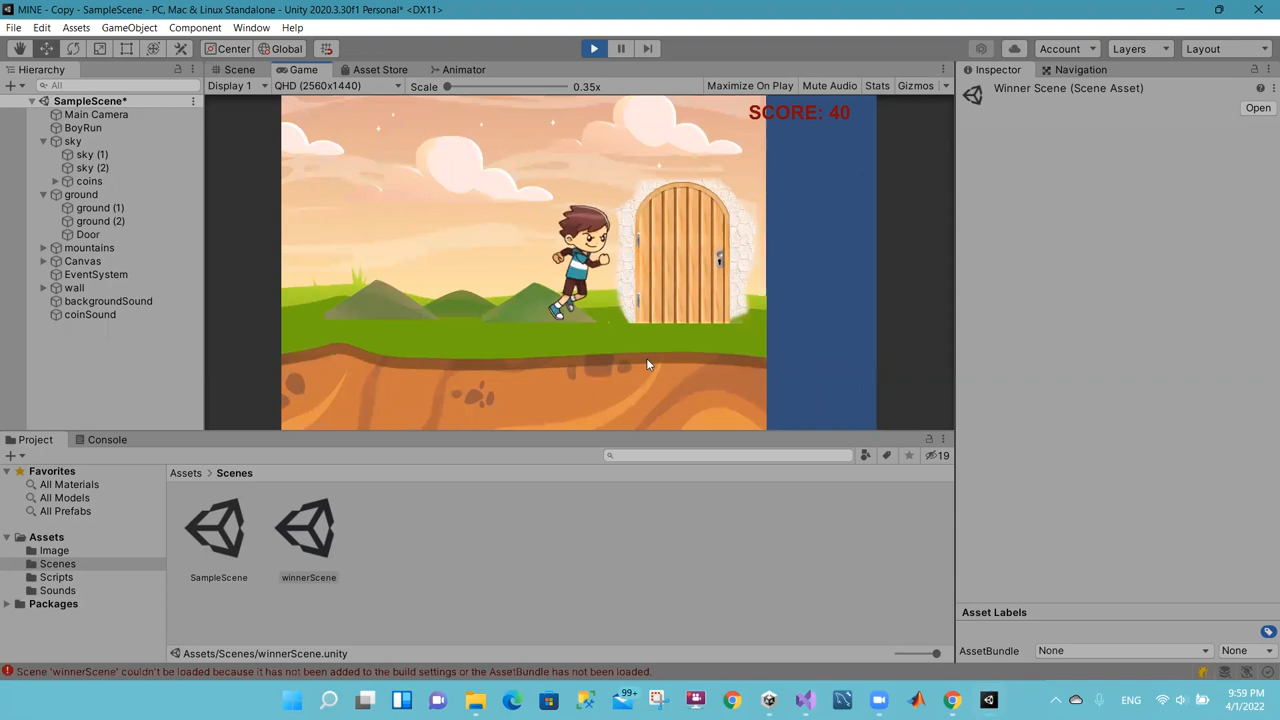 MINE - Copy - SampleScene - PC, Mac & Linux Standalone - Unity 2020.3.30f1 Personal* <DX11>
File Edit Assets GameObject Component Window Help
Center Global Account Layers Layout
Hierarchy Scene Game Asset Store Animator Inspector Navigation
All Display 1 QHD (2560x1440) Scale 0.35x Maximize On Play Mute Audio Stats Gizmos
Winner Scene (Scene Asset)
Open
SampleScene*
Main Camera
BoyRun
sky
sky (1)
sky (2)
coins
ground
ground (1)
ground (2)
Door
mountains
Canvas
EventSystem
wall
backgroundSound
coinSound
SCORE: 40
Project Console
19
Favorites
All Materials
All Models
All Prefabs
Assets
Image
Scenes
Scripts
Sounds
Packages
Assets > Scenes
SampleScene winnerScene
Assets/Scenes/winnerScene.unity
Asset Labels
AssetBundle None None
Scene 'winnerScene' couldn't be loaded because it has not been added to the build settings or the AssetBundle has not been loaded.
99+
ENG
9:59 PM
4/1/2022